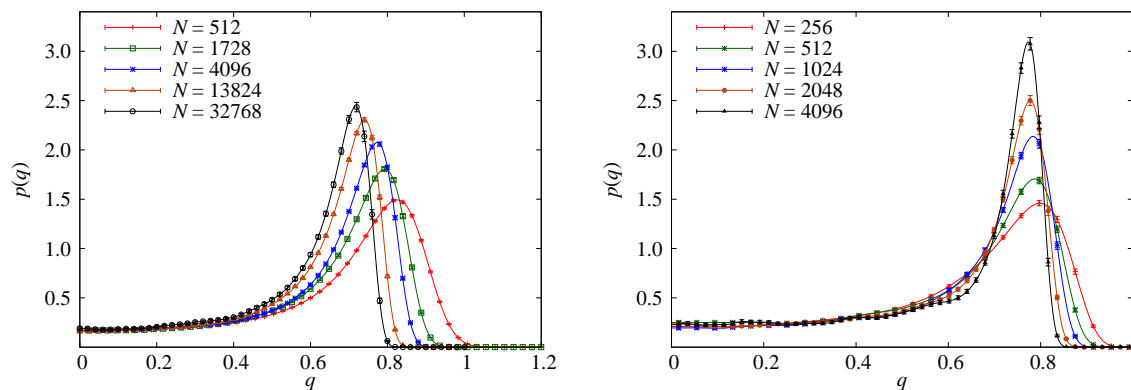 3.0
2.5
2.0
1.5
1.0
0.5
p(q)
N = 512
N = 1728
N = 4096
N = 13824
N = 32768
0 0.2 0.4 0.6 0.8 1 1.2
q
3.0
2.5
2.0
1.5
1.0
0.5
p(q)
N = 256
N = 512
N = 1024
N = 2048
N = 4096
0 0.2 0.4 0.6 0.8
q